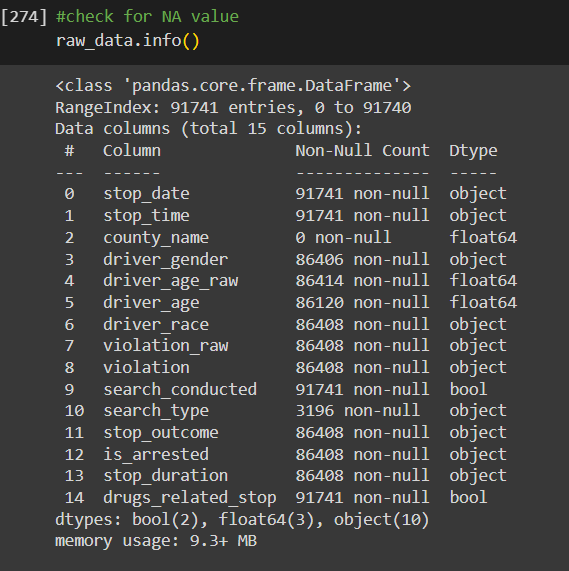 [274] #check for NA value
raw_data.info()
<class 'pandas.core.frame.DataFrame'>
RangeIndex: 91741 entries, 0 to 91740
Data columns (total 15 columns):
 #   Column              Non-Null Count  Dtype
---  ------              --------------  -----
 0   stop_date           91741 non-null  object
 1   stop_time           91741 non-null  object
 2   county_name         0 non-null      float64
 3   driver_gender       86406 non-null  object
 4   driver_age_raw      86414 non-null  float64
 5   driver_age          86120 non-null  float64
 6   driver_race         86408 non-null  object
 7   violation_raw       86408 non-null  object
 8   violation           86408 non-null  object
 9   search_conducted    91741 non-null  bool
 10  search_type         3196 non-null   object
 11  stop_outcome        86408 non-null  object
 12  is_arrested         86408 non-null  object
 13  stop_duration       86408 non-null  object
 14  drugs_related_stop  91741 non-null  bool
dtypes: bool(2), float64(3), object(10)
memory usage: 9.3+ MB